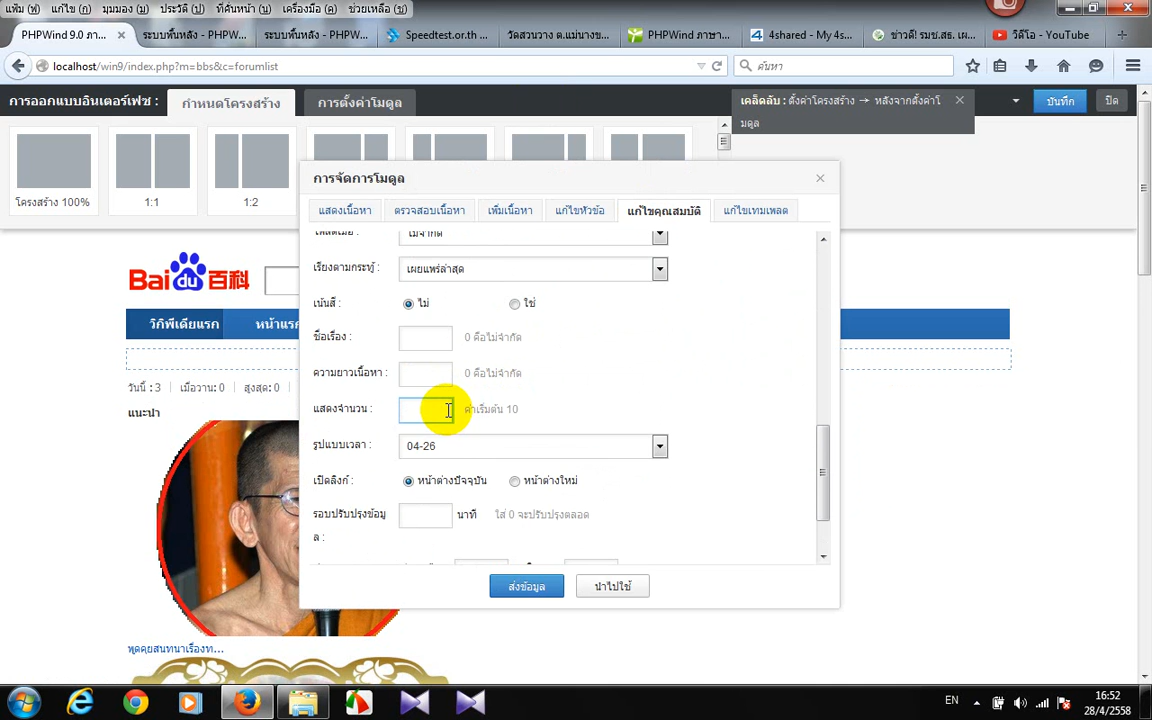 แฟ้ม (ฟ) แก้ไข (ก) มุมมอง (ม) ประวัติ (ป) ที่คั่นหน้า (บ) เครื่องมือ (ค) ช่วยเหลือ (ช)
PHPWind 9.0 ภา... ระบบพื้นหลัง - PHPW... ระบบพื้นหลัง - PHPW... Speedtest.or.th ... วัดสวนวาง ต.แม่นางข... PHPWind ภาษา... 4shared - My 4s... ข่าวดี! รมช.สธ. เผ... วิดีโอ - YouTube
localhost/win9/index.php?m=bbs&c=forumlist ค้นหา
การออกแบบอินเตอร์เฟซ : กำหนดโครงสร้าง การตั้งค่าโมดูล
เคล็ดลับ : ตั้งค่าโครงสร้าง → หลังจากตั้งค่าโ
มดูล
บันทึก ปิด
โครงสร้าง 100% 1:1 1:2
การจัดการโมดูล
แสดงเนื้อหา ตรวจสอบเนื้อหา เพิ่มเนื้อหา แก้ไขหัวข้อ แก้ไขคุณสมบัติ แก้ไขเทมเพลต
ไม่จำกัด
เรียงตามกระทู้ : เผยแพร่ล่าสุด
เน้นสี : ไม่ ใช่
ชื่อเรื่อง : 0 คือไม่จำกัด
ความยาวเนื้อหา : 0 คือไม่จำกัด
แสดงจำนวน : ค่าเริ่มต้น 10
รูปแบบเวลา : 04-26
เปิดลิงก์ : หน้าต่างปัจจุบัน หน้าต่างใหม่
รอบปรับปรุงข้อมู
ล :
นาที ใส่ 0 จะปรับปรุงตลอด
ส่งข้อมูล นำไปใช้
Bai du 百科
วิกิพีเดียแรก หน้าแรก
วันนี้ : 3 เมื่อวาน: 0 สูงสุด: 0
แนะนำ
พูดคุยสนทนาเรื่องท...
EN
16:52
28/4/2558